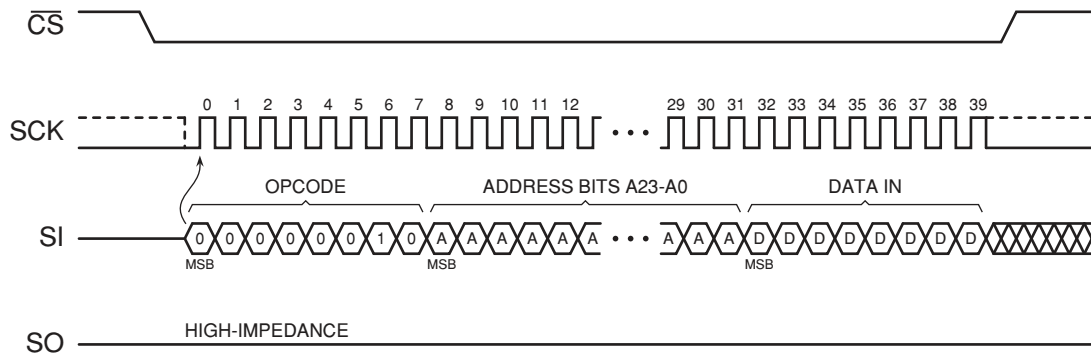 CS
0 1 2 3 4 5 6 7 8 9 10 11 12 29 30 31 32 33 34 35 36 37 38 39
SCK •••
OPCODE ADDRESS BITS A23-A0 DATA IN
SI 0 0 0 0 0 0 1 0 A A A A A A ••• A A A D D D D D D D D
MSB MSB MSB
HIGH-IMPEDANCE
SO